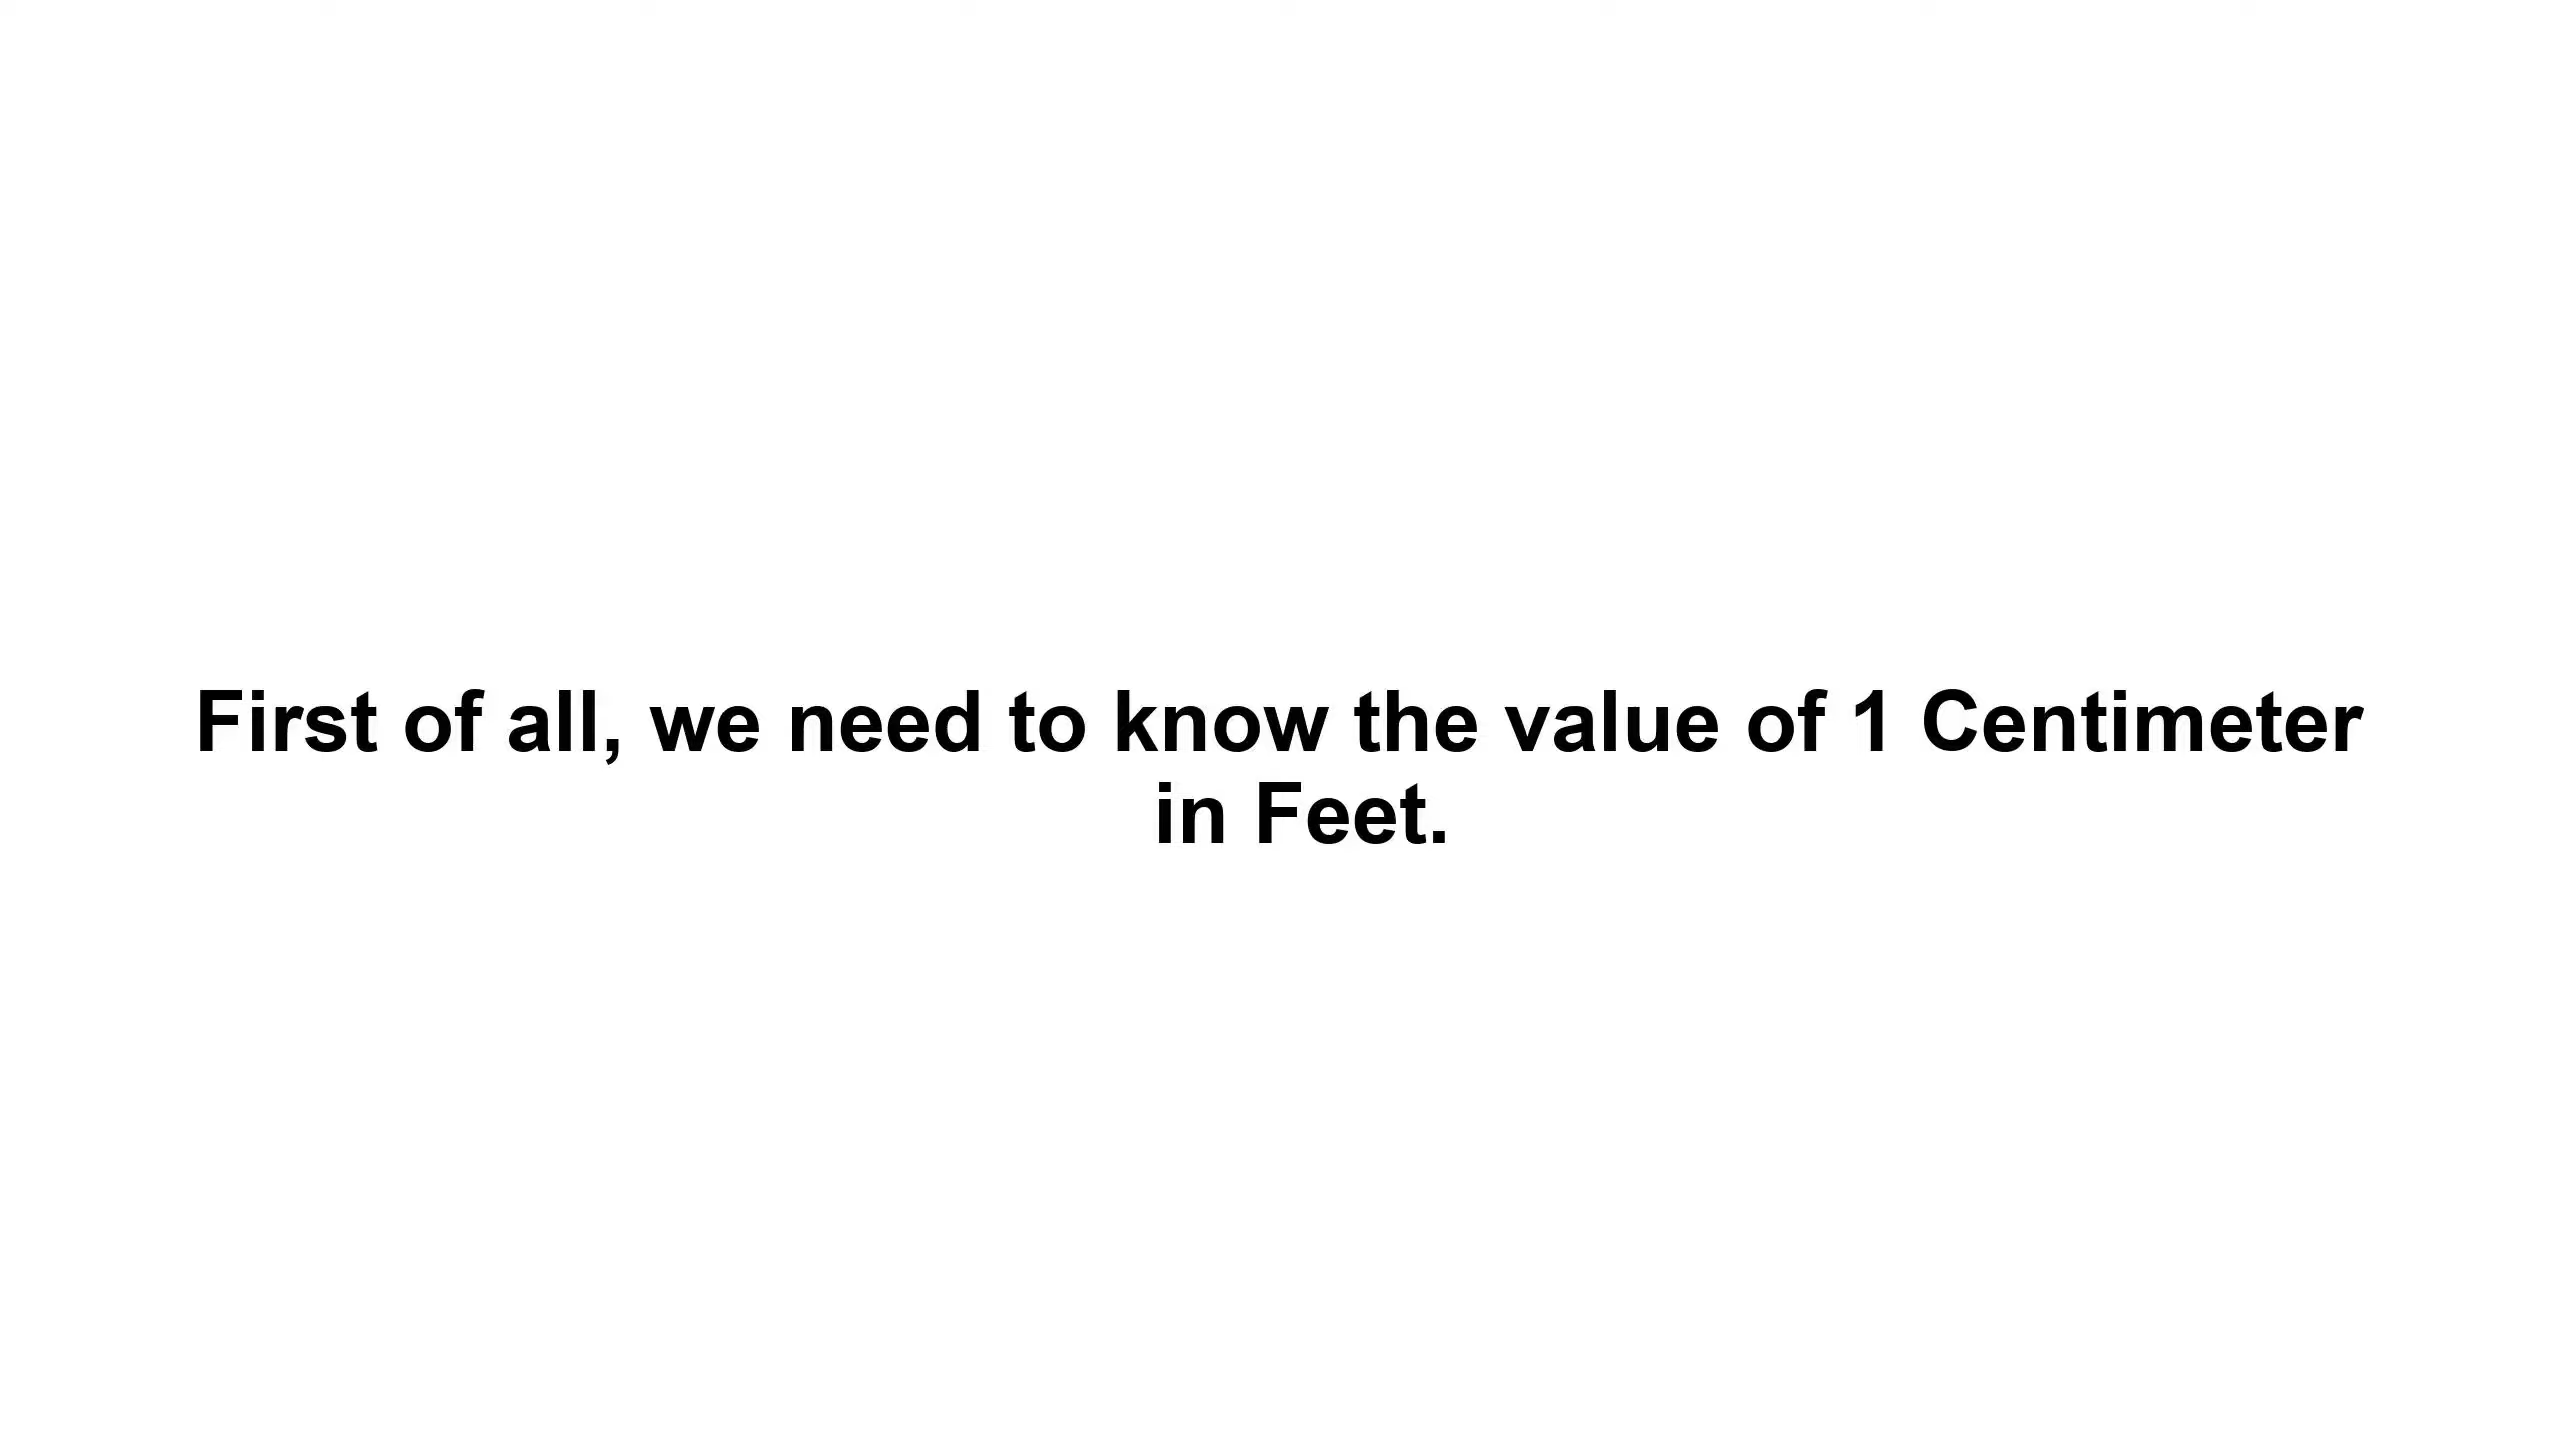 First of all, we need to know the value of 1 Centimeter
in Feet.